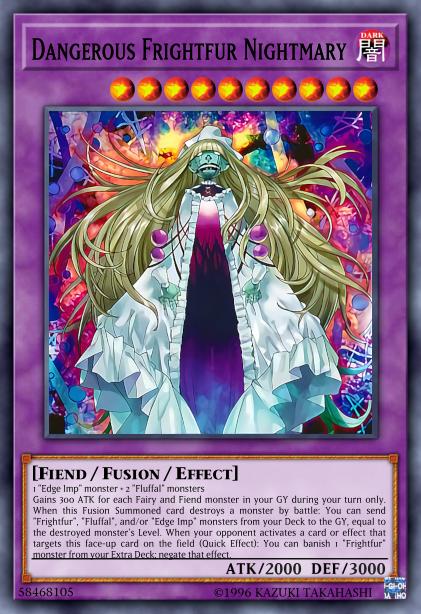 DANGEROUS FRIGHTFUR NIGHTMARY
DARK
闇
[FIEND / FUSION / EFFECT]
1 "Edge Imp" monster + 2 "Fluffal" monsters
Gains 300 ATK for each Fairy and Fiend monster in your GY during your turn only.
When this Fusion Summoned card destroys a monster by battle: You can send
"Frightfur", "Fluffal", and/or "Edge Imp" monsters from your Deck to the GY, equal to
the destroyed monster's Level. When your opponent activates a card or effect that
targets this face-up card on the field (Quick Effect): You can banish 1 "Frightfur"
monster from your Extra Deck; negate that effect.
ATK/2000 DEF/3000
58468105
©1996 KAZUKI TAKAHASHI